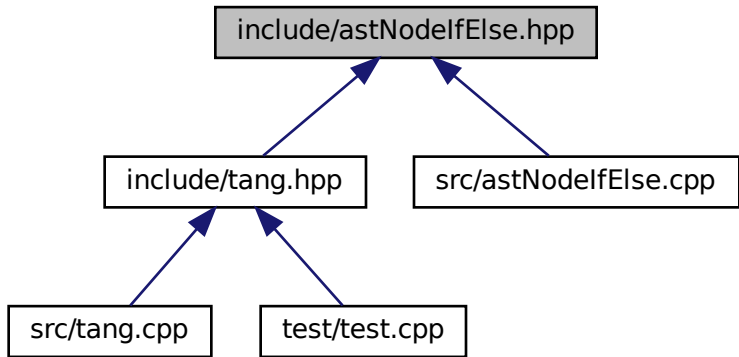 include/astNodeIfElse.hpp
include/tang.hpp
src/astNodeIfElse.cpp
src/tang.cpp
test/test.cpp